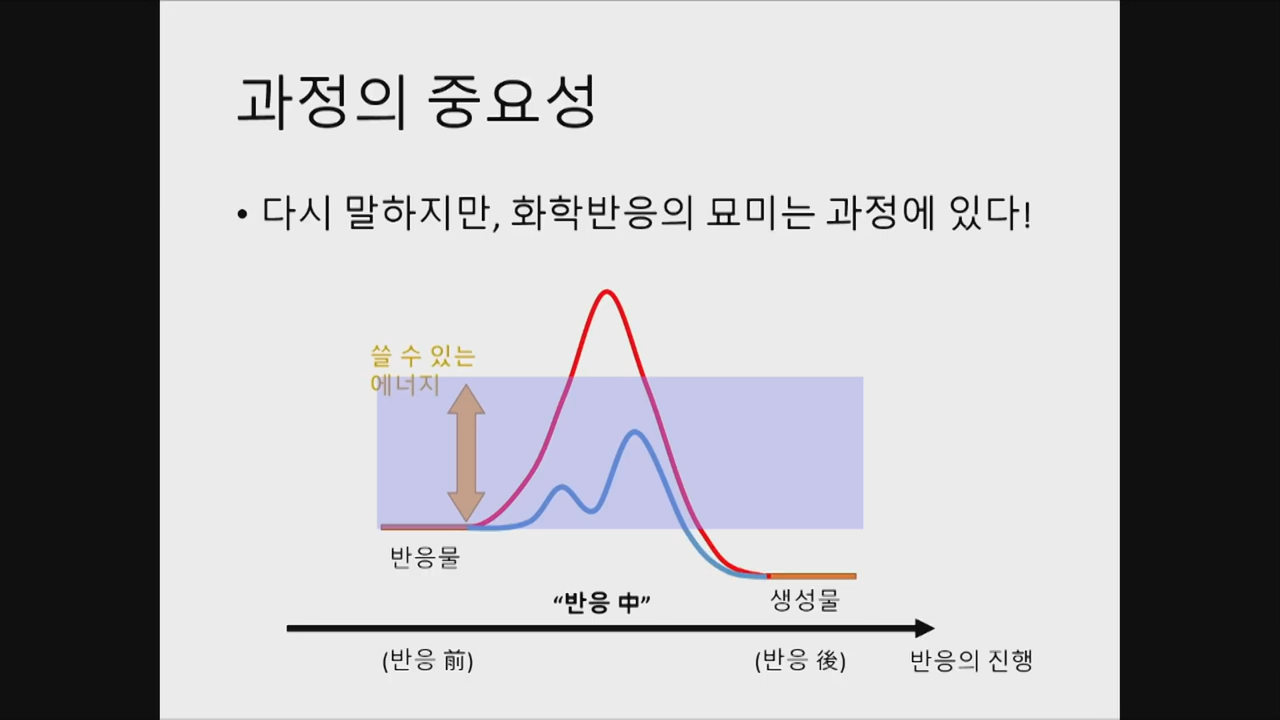 과정의 중요성
• 다시 말하지만, 화학반응의 묘미는 과정에 있다!
쓸 수 있는
에너지
반응물
“반응 中”
생성물
(반응 前)
(반응 後)
반응의 진행